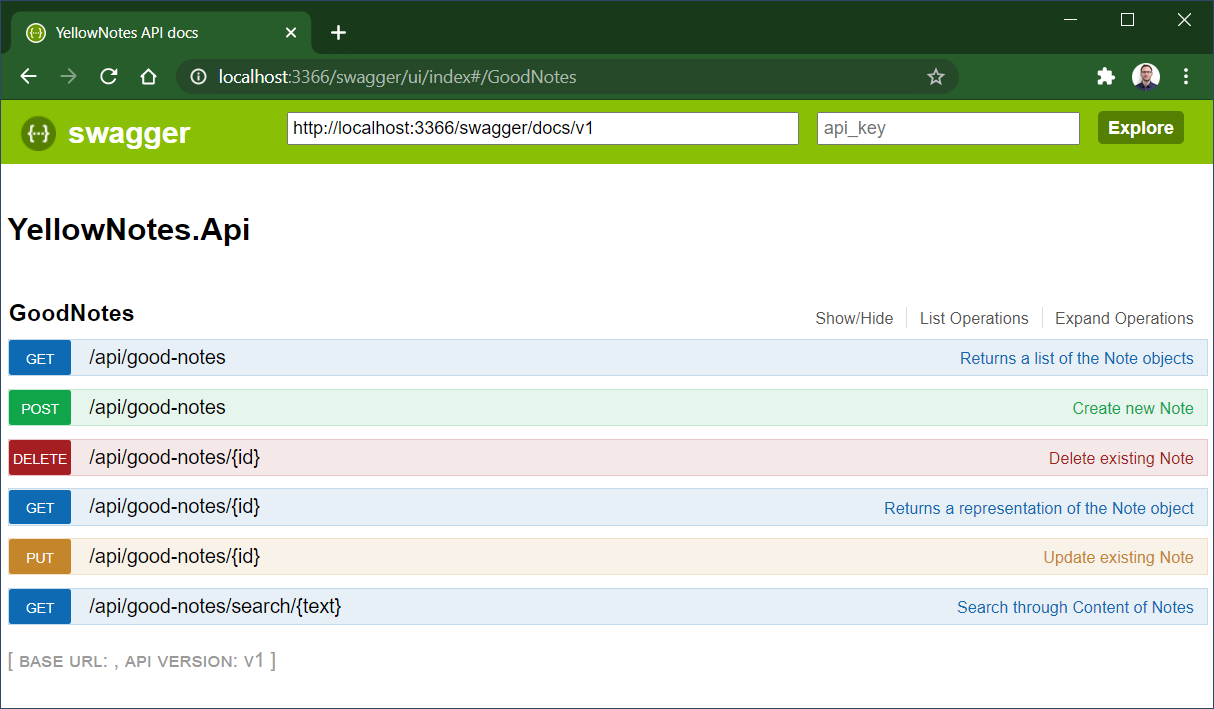 YellowNotes API docs
localhost:3366/swagger/ui/index#/GoodNotes
{···} swagger http://localhost:3366/swagger/docs/v1 api_key Explore
YellowNotes.Api
GoodNotes Show/Hide List Operations Expand Operations
GET /api/good-notes Returns a list of the Note objects
POST /api/good-notes Create new Note
DELETE /api/good-notes/{id} Delete existing Note
GET /api/good-notes/{id} Returns a representation of the Note object
PUT /api/good-notes/{id} Update existing Note
GET /api/good-notes/search/{text} Search through Content of Notes
[ BASE URL: , API VERSION: V1 ]